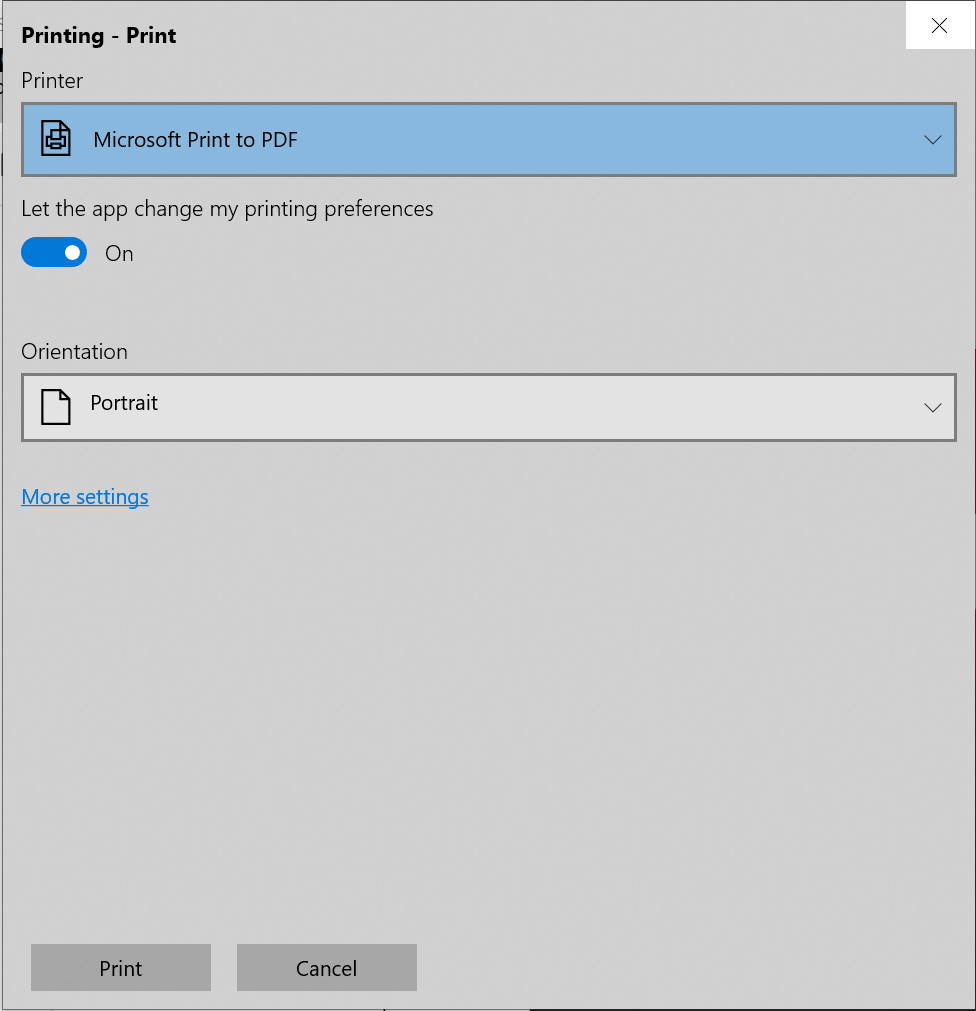 Printing - Print
Printer
Microsoft Print to PDF
Let the app change my printing preferences
On
Orientation
Portrait
More settings
Print
Cancel